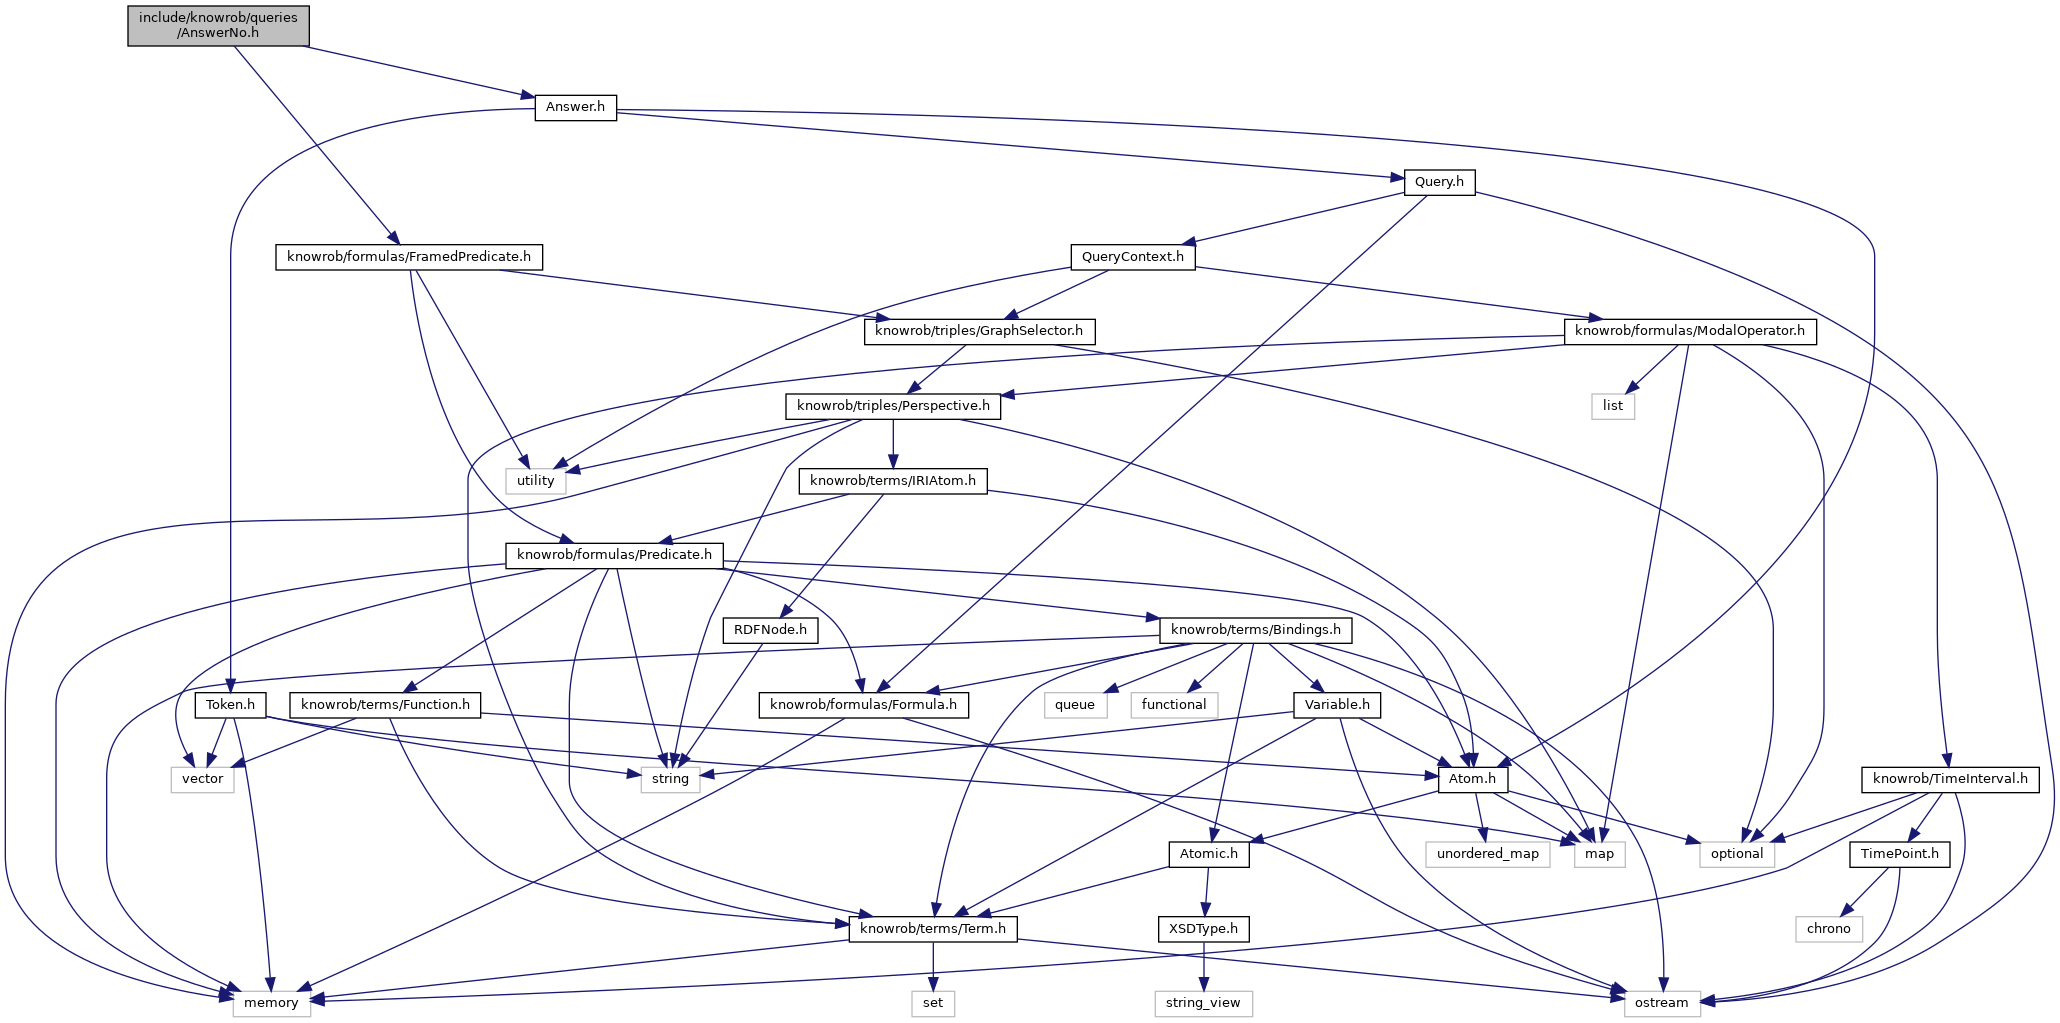 include/knowrob/queries
/AnswerNo.h
Answer.h
Query.h
knowrob/formulas/FramedPredicate.h
QueryContext.h
knowrob/triples/GraphSelector.h
knowrob/formulas/ModalOperator.h
knowrob/triples/Perspective.h
list
utility
knowrob/terms/IRIAtom.h
knowrob/formulas/Predicate.h
RDFNode.h
knowrob/terms/Bindings.h
Token.h
knowrob/terms/Function.h
knowrob/formulas/Formula.h
queue
functional
Variable.h
vector
string
Atom.h
knowrob/TimeInterval.h
Atomic.h
unordered_map
map
optional
TimePoint.h
knowrob/terms/Term.h
XSDType.h
chrono
memory
set
string_view
ostream